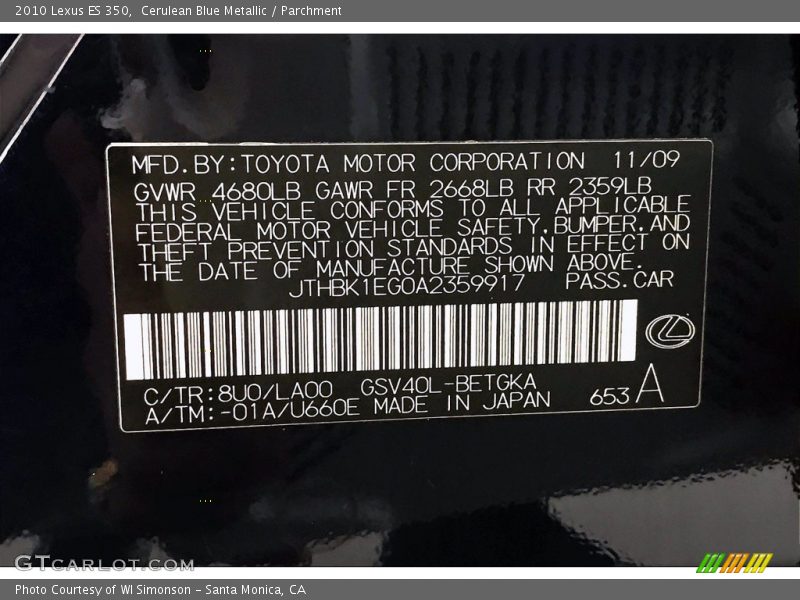 2010 Lexus ES 350,  Cerulean Blue Metallic / Parchment
MFD.BY:TOYOTA MOTOR CORPORATION 11/09
GVWR 4680LB GAWR FR 2668LB RR 2359LB
THIS VEHICLE CONFORMS TO ALL APPLICABLE
FEDERAL MOTOR VEHICLE SAFETY,BUMPER,AND
THEFT PREVENTION STANDARDS IN EFFECT ON
THE DATE OF MANUFACTURE SHOWN ABOVE.
JTHBK1EG0A2359917 PASS.CAR
C/TR:8U0/LA00 GSV40L-BETGKA
A/TM:-01A/U660E MADE IN JAPAN 653 A
GTcarlot.com
Photo Courtesy of WI Simonson - Santa Monica, CA